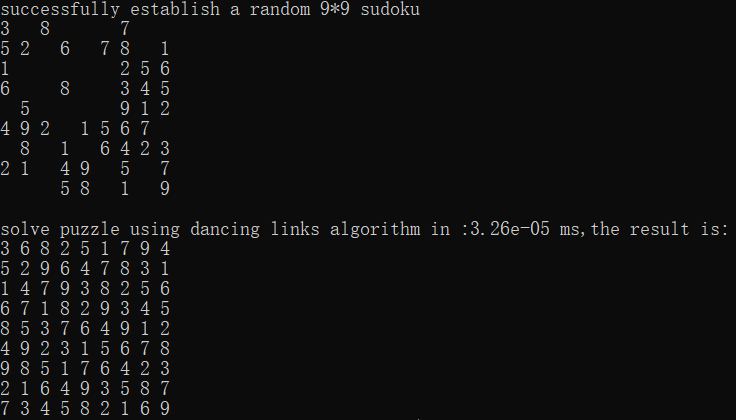 successfully establish a random 9*9 sudoku
3   8       7
5 2   6   7 8   1
1           2 5 6
6     8     3 4 5
  5         9 1 2
4 9 2   1 5 6 7
  8   1   6 4 2 3
2 1   4 9   5   7
      5 8   1   9

solve puzzle using dancing links algorithm in :3.26e-05 ms,the result is:
3 6 8 2 5 1 7 9 4
5 2 9 6 4 7 8 3 1
1 4 7 9 3 8 2 5 6
6 7 1 8 2 9 3 4 5
8 5 3 7 6 4 9 1 2
4 9 2 3 1 5 6 7 8
9 8 5 1 7 6 4 2 3
2 1 6 4 9 3 5 8 7
7 3 4 5 8 2 1 6 9